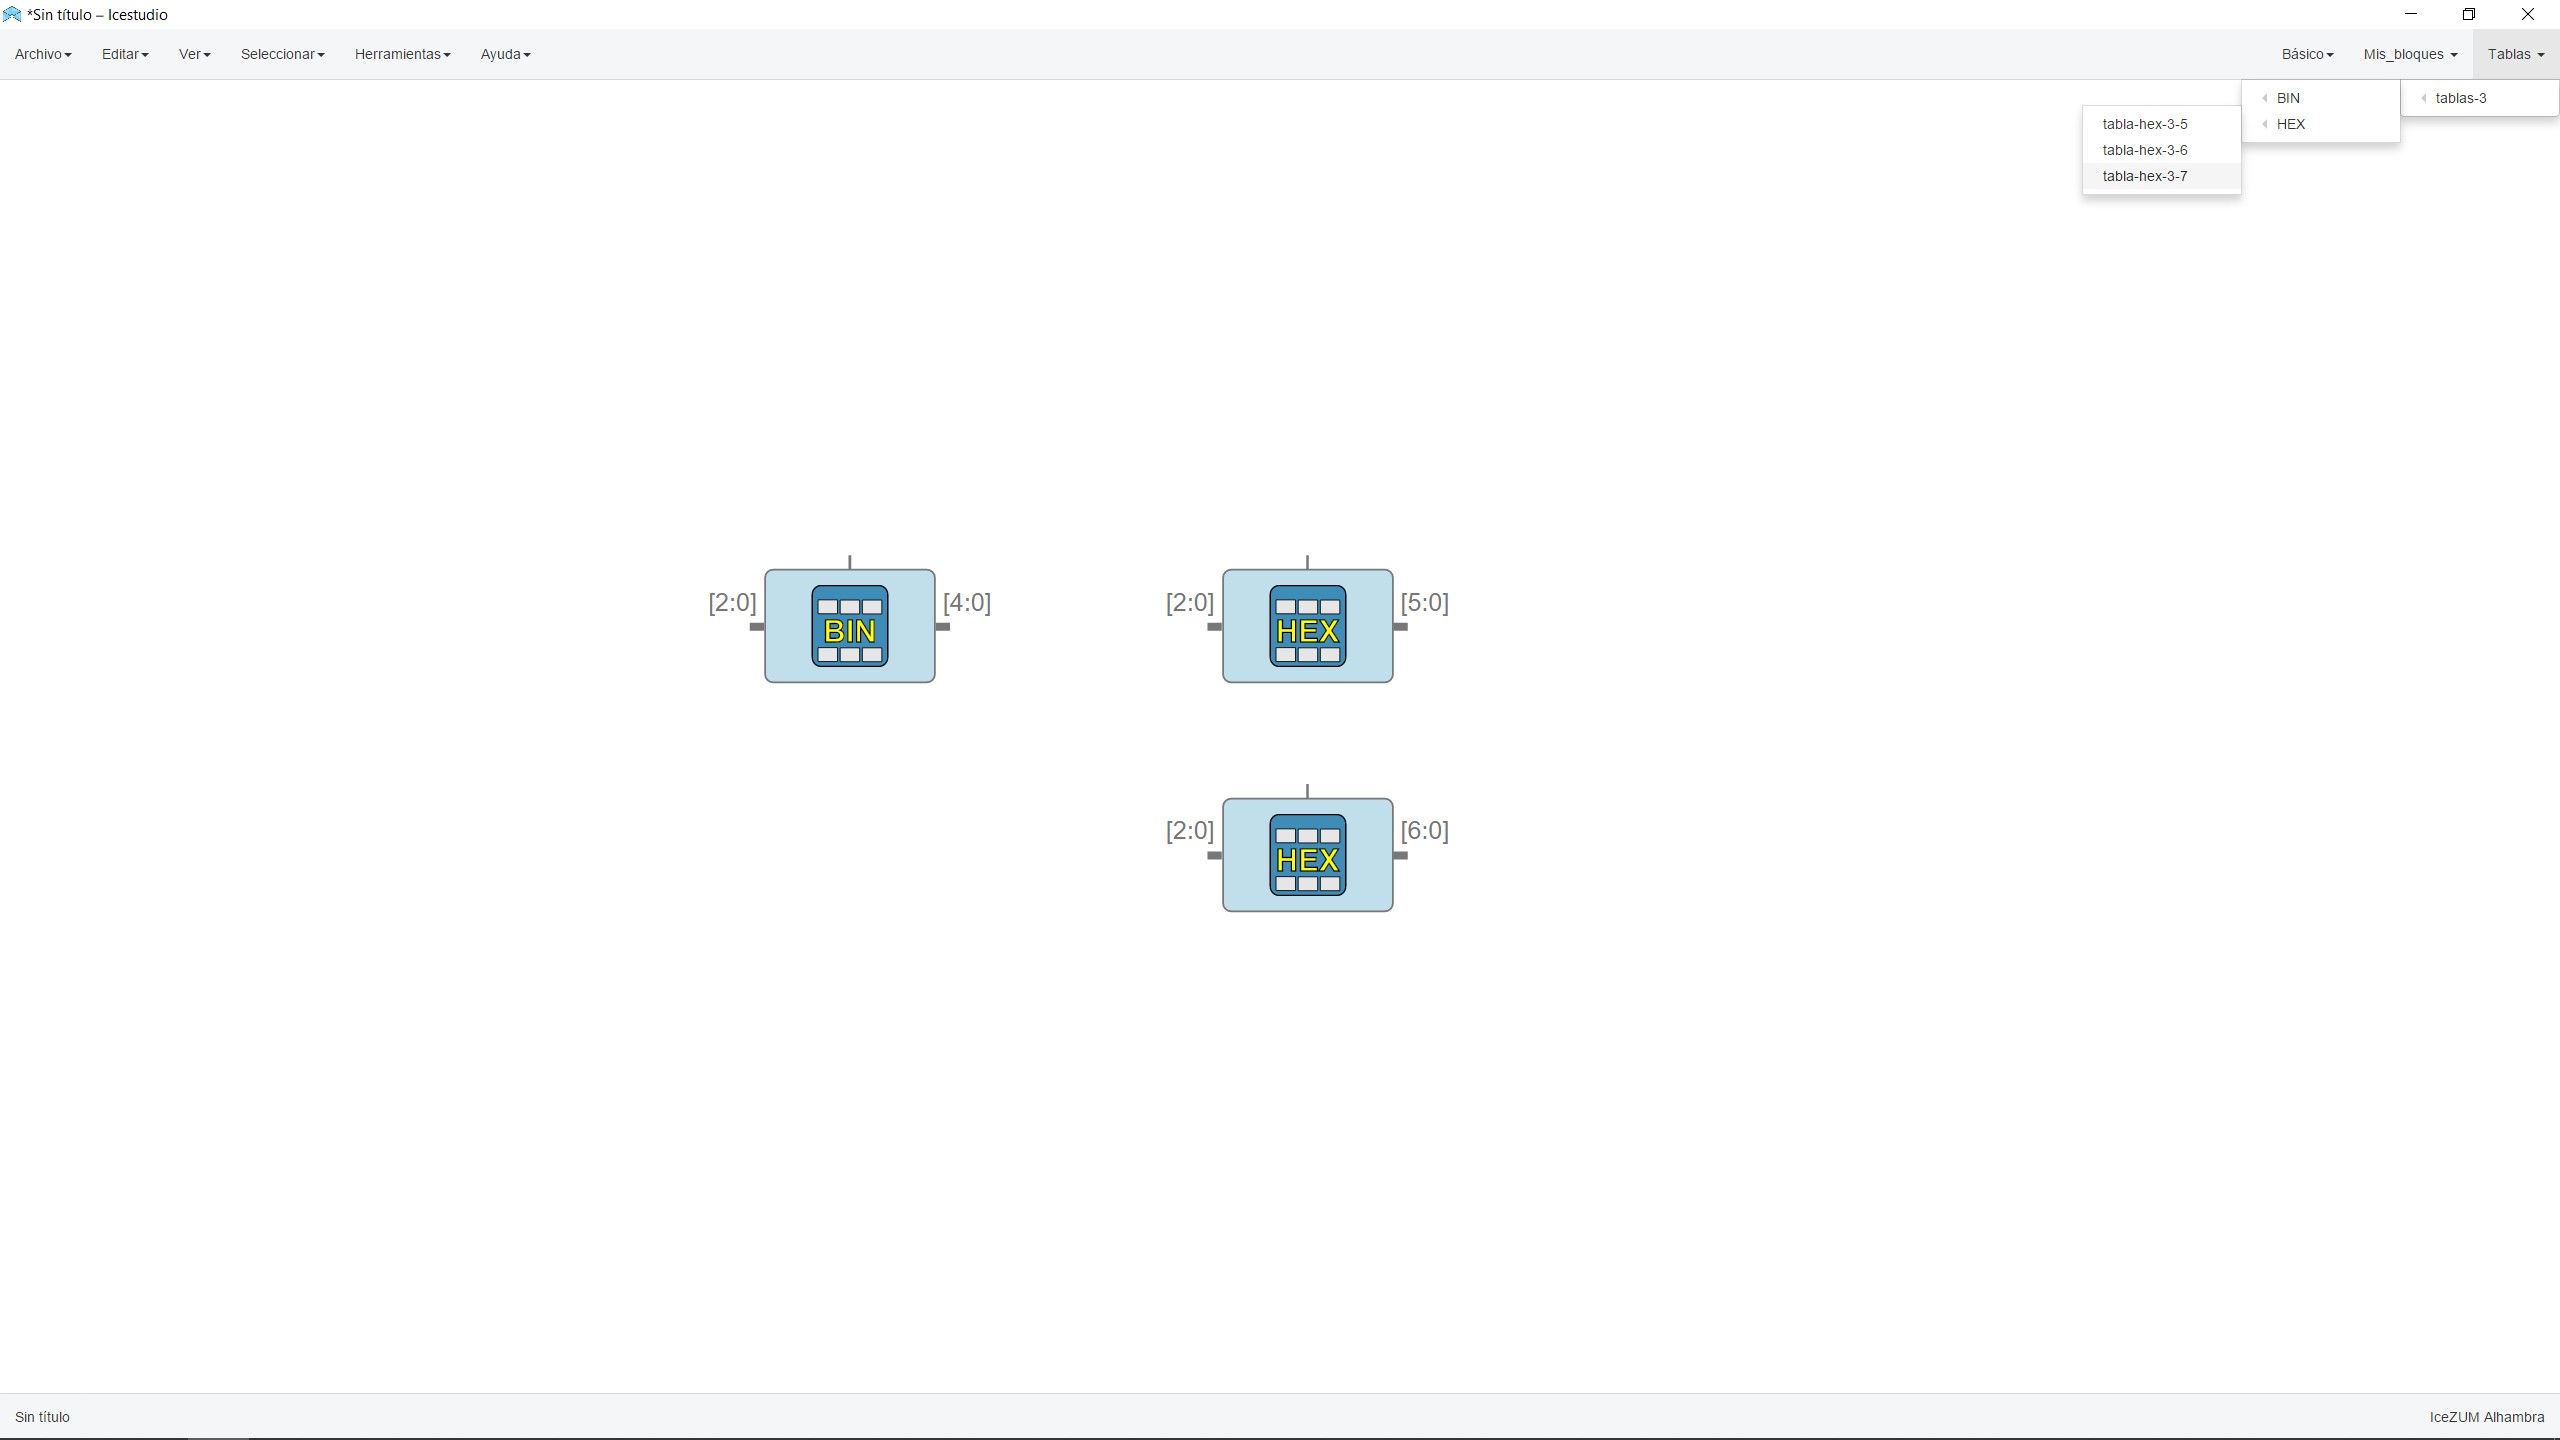 *Sin título – Icestudio
Archivo Editar Ver Seleccionar Herramientas Ayuda Básico Mis_bloques Tablas
BIN tablas-3
tabla-hex-3-5 HEX
tabla-hex-3-6
tabla-hex-3-7
[2:0] [4:0] [2:0] [5:0]
BIN HEX
[2:0] [6:0]
HEX
Sin título IceZUM Alhambra